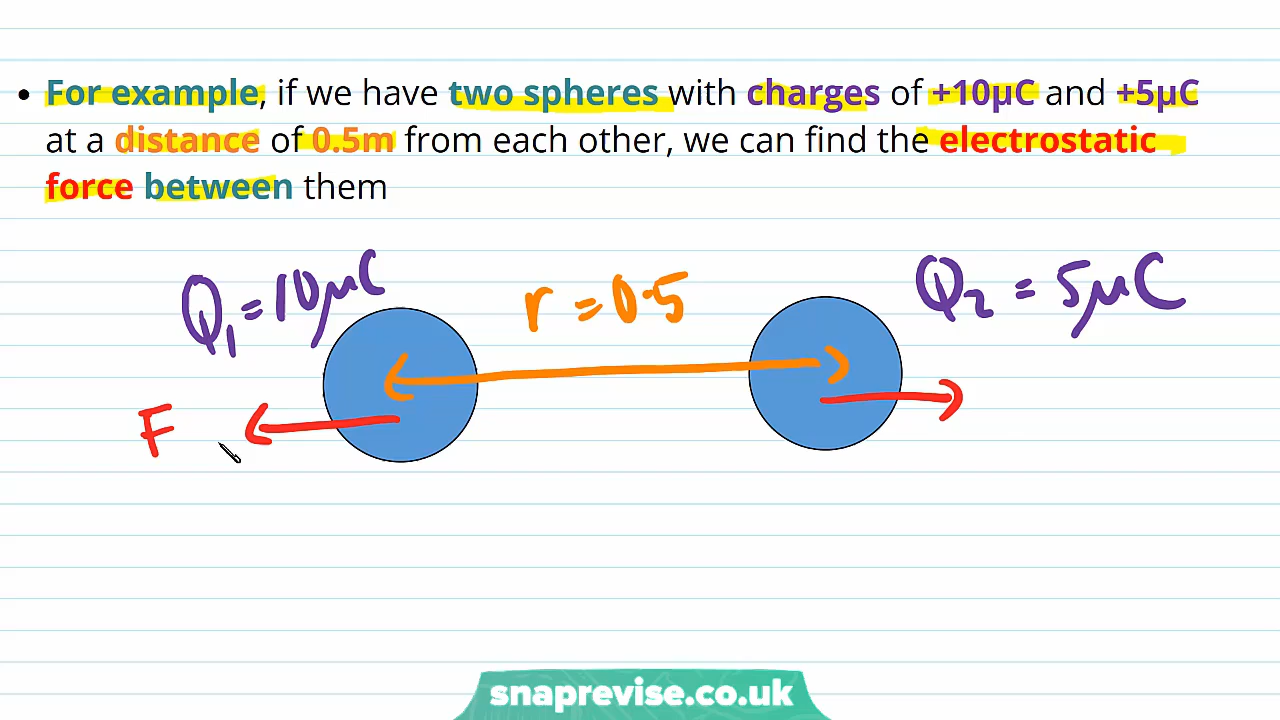 • For example, if we have two spheres with charges of +10μC and +5μC
at a distance of 0.5m from each other, we can find the electrostatic
force between them
Q₁ = 10μC
r = 0.5
Q₂ = 5μC
F
snaprevise.co.uk